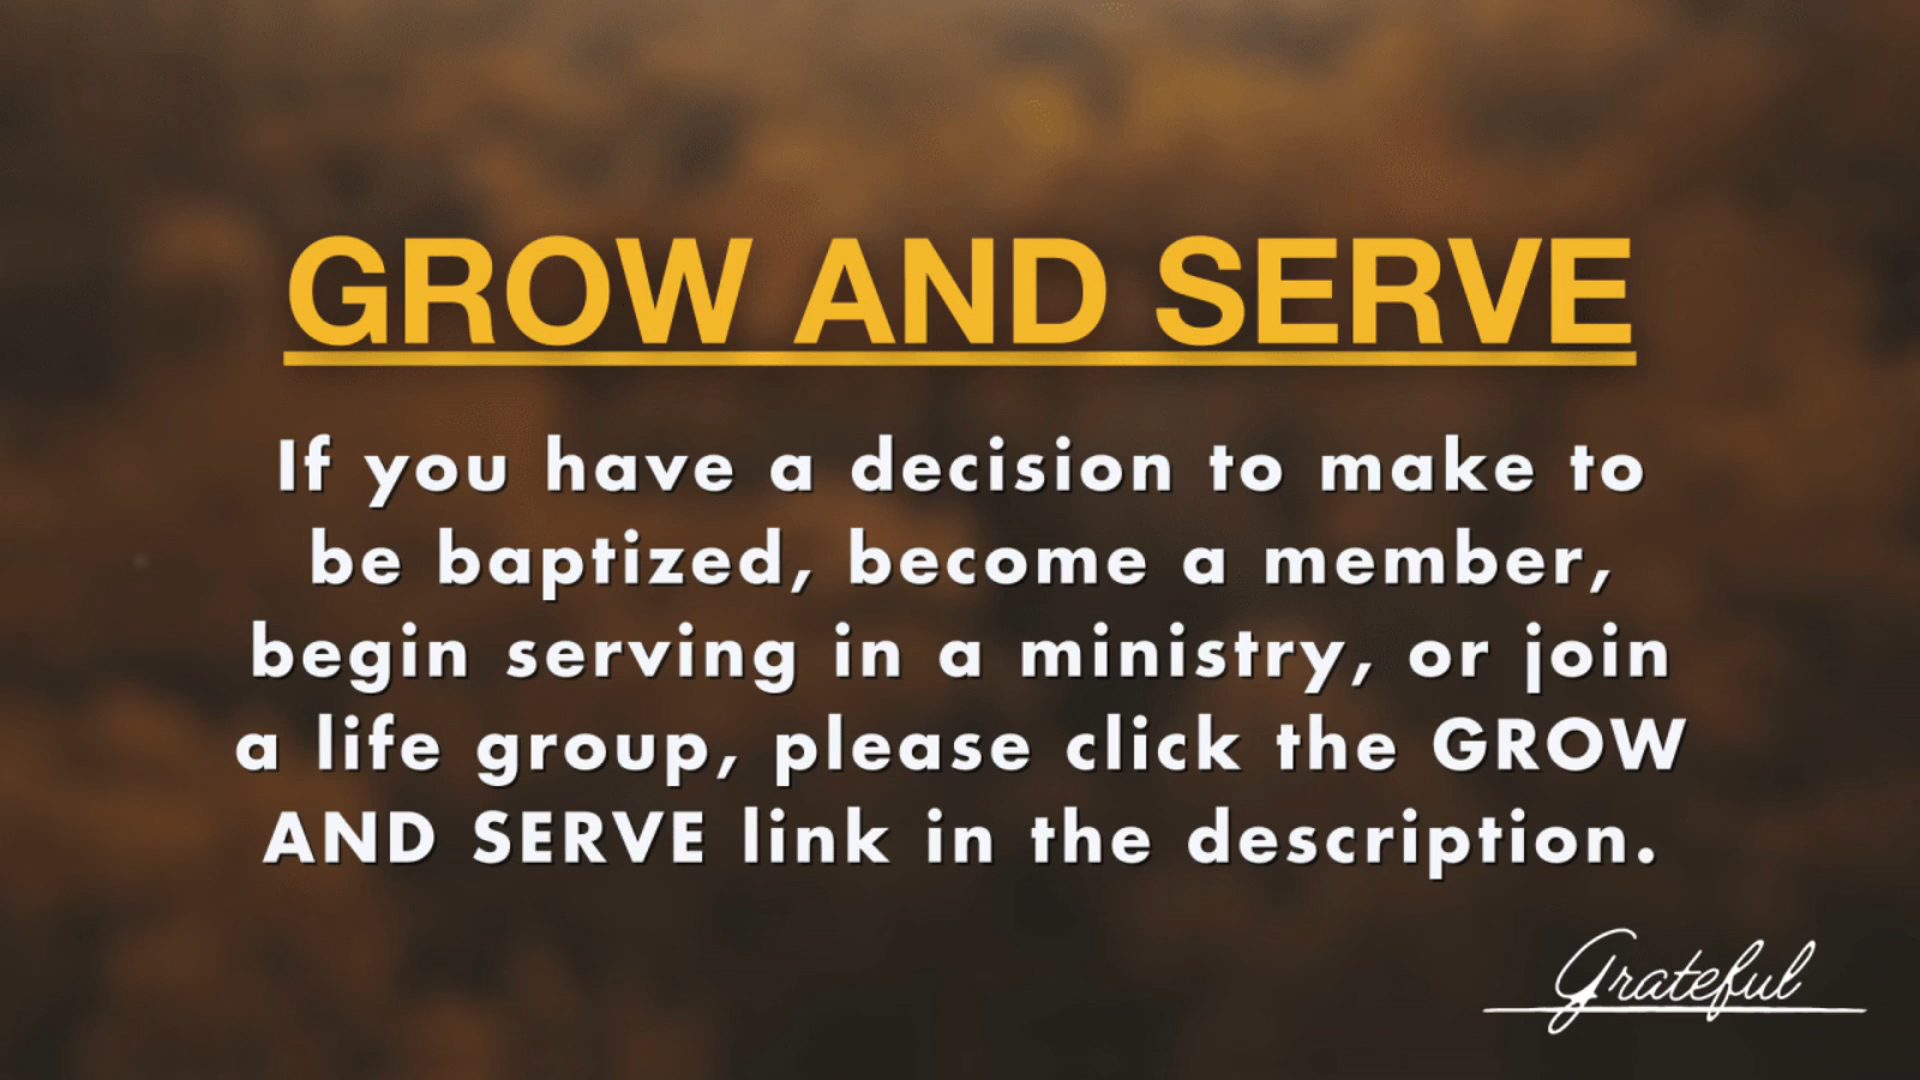 GROW AND SERVE
If you have a decision to make to
be baptized, become a member,
begin serving in a ministry, or join
a life group, please click the GROW
AND SERVE link in the description.
Grateful